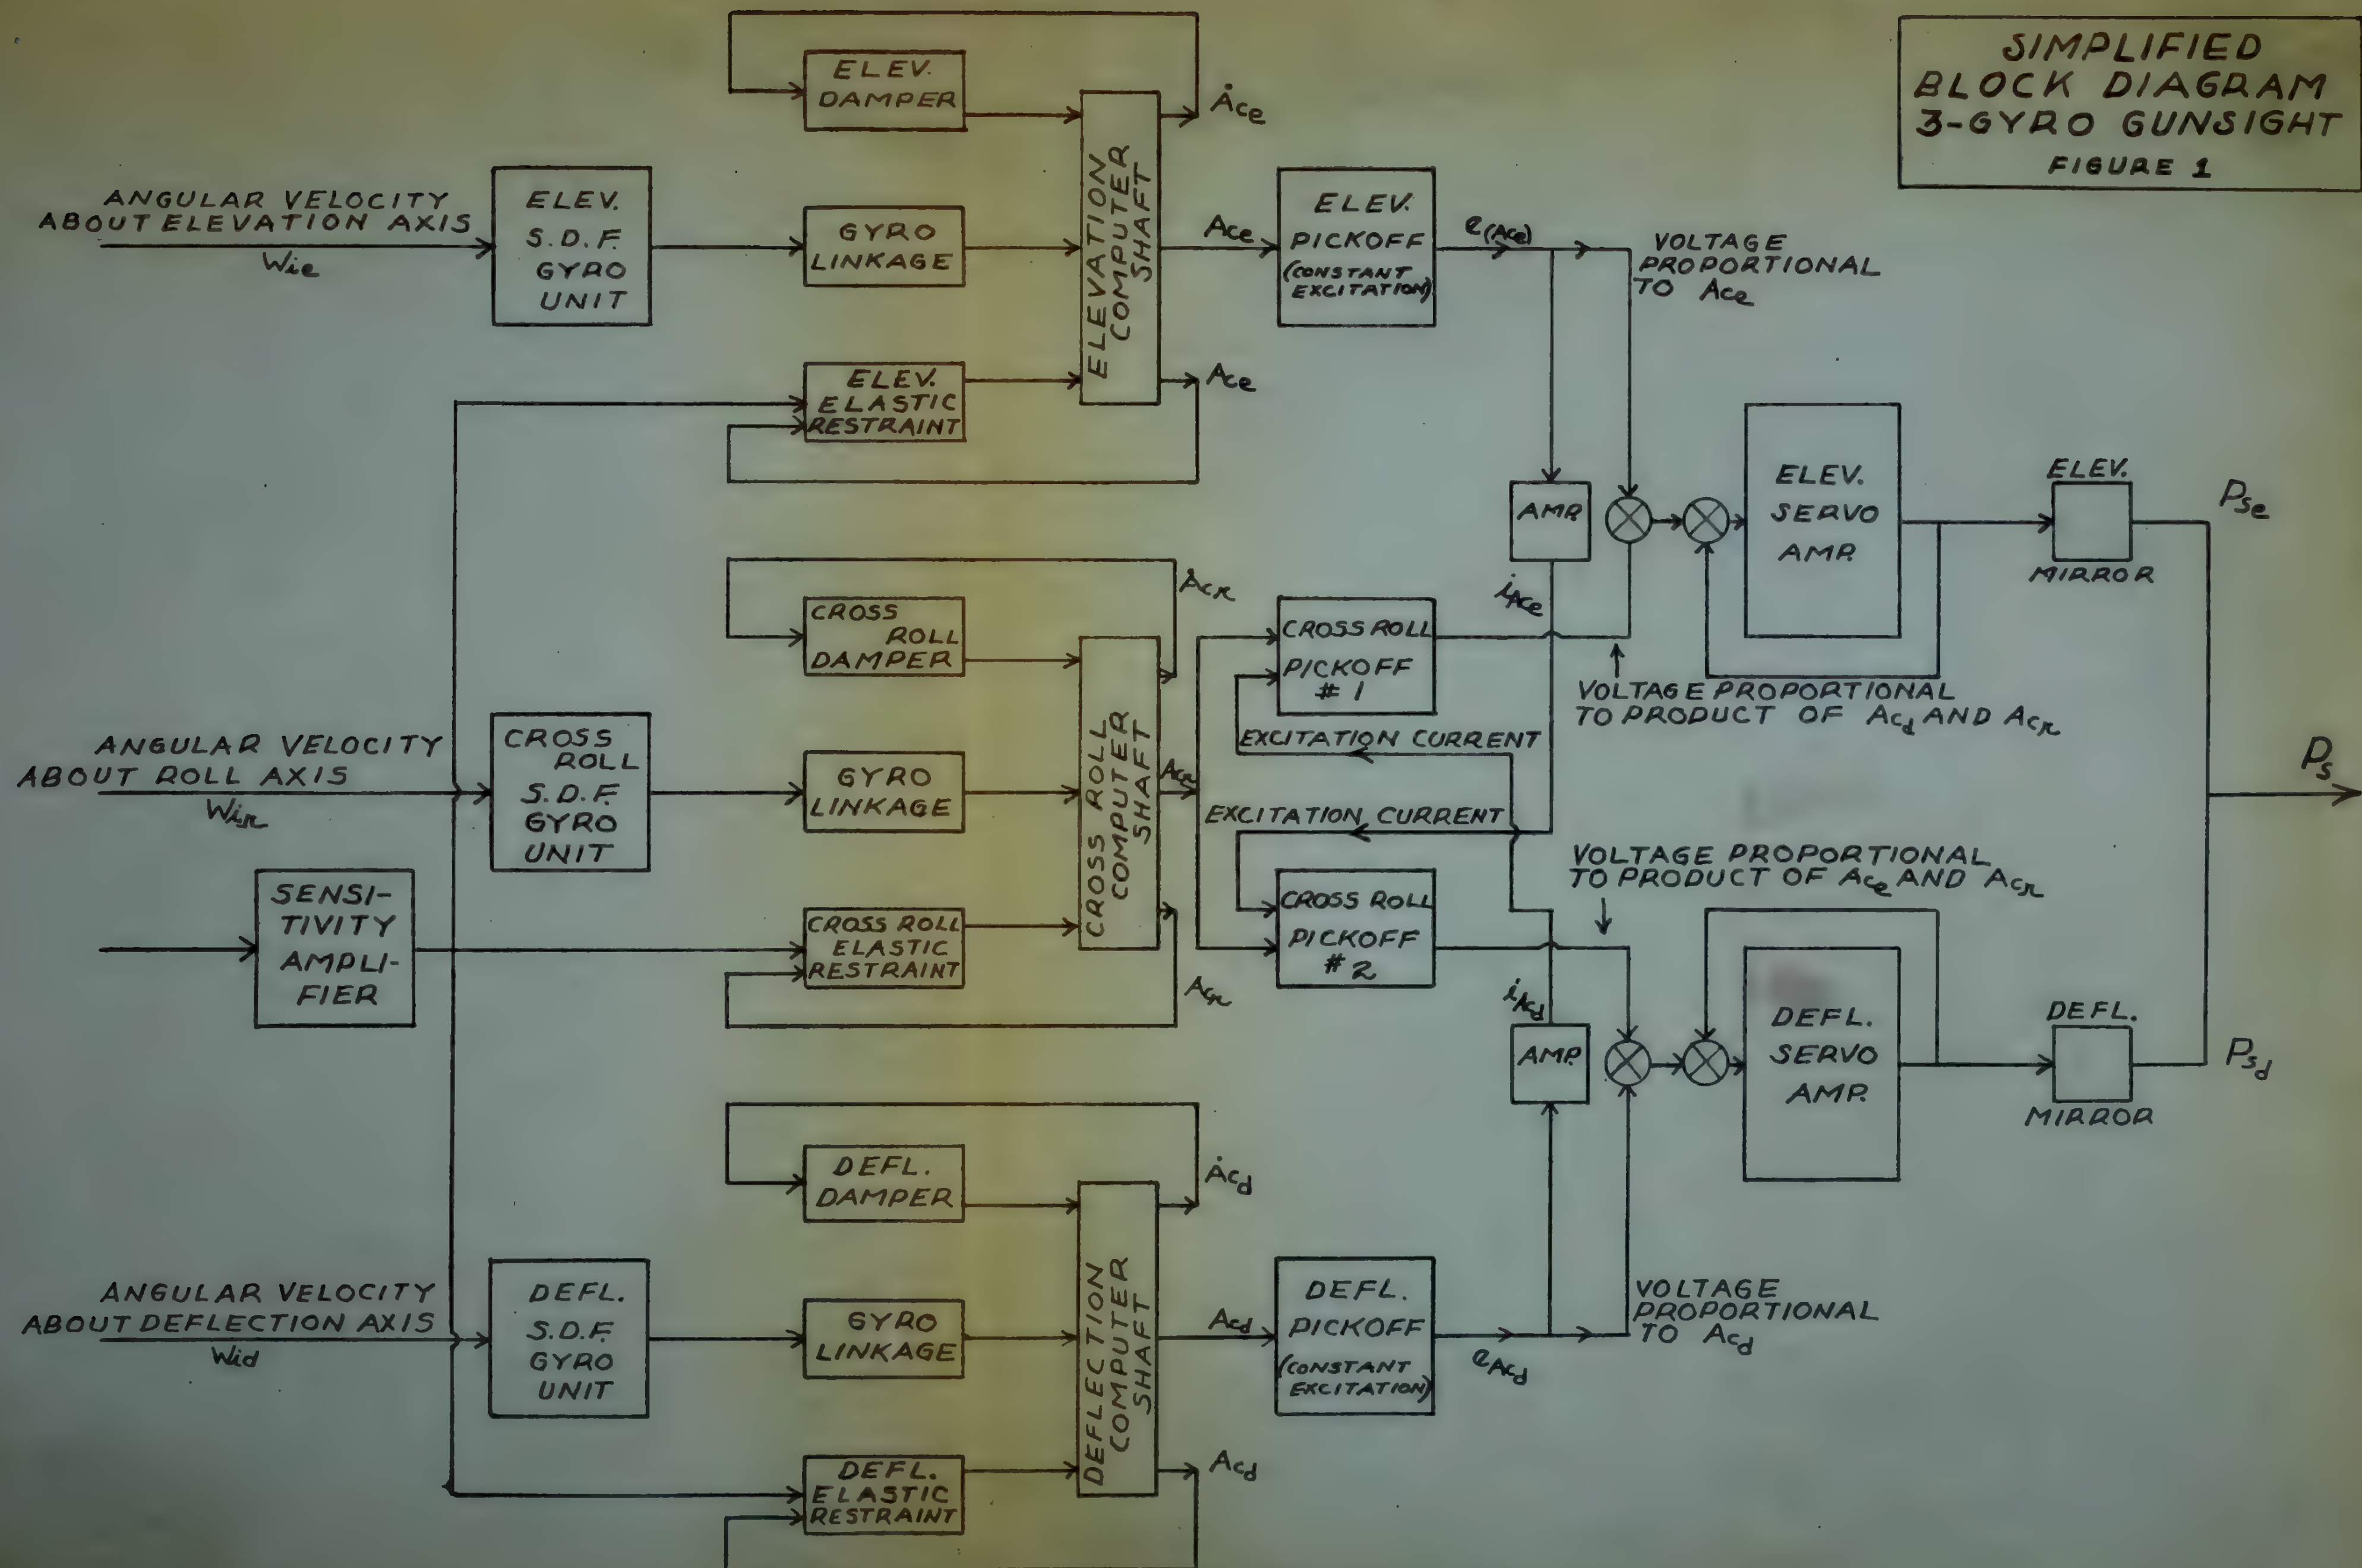 SIMPLIFIED
BLOCK DIAGRAM
3-GYRO GUNSIGHT
FIGURE 1
ELEV.
DAMPER
Ȧce
ANGULAR VELOCITY
ABOUT ELEVATION AXIS
Wie
ELEV.
S.D.F.
GYRO
UNIT
GYRO
LINKAGE
ELEVATION
COMPUTER
SHAFT
Ace
ELEV.
PICKOFF
(CONSTANT
EXCITATION)
e(Ace)
VOLTAGE
PROPORTIONAL
TO Ace
ELEV.
ELASTIC
RESTRAINT
Ace
AMP.
ELEV.
SERVO
AMP.
ELEV.
MIRROR
Pse
iAce
CROSS
ROLL
DAMPER
Ȧcr
CROSS ROLL
PICKOFF
# 1
VOLTAGE PROPORTIONAL
TO PRODUCT OF Acd AND Acr
EXCITATION CURRENT
ANGULAR VELOCITY
ABOUT ROLL AXIS
Wir
CROSS
ROLL
S.D.F.
GYRO
UNIT
GYRO
LINKAGE
CROSS ROLL
COMPUTER
SHAFT
Acr
Ps
EXCITATION CURRENT
VOLTAGE PROPORTIONAL
TO PRODUCT OF Ace AND Acr
SENSI-
TIVITY
AMPLI-
FIER
CROSS ROLL
ELASTIC
RESTRAINT
Acr
CROSS ROLL
PICKOFF
# 2
iAcd
AMP.
DEFL.
SERVO
AMP.
DEFL.
MIRROR
Psd
DEFL.
DAMPER
Ȧcd
ANGULAR VELOCITY
ABOUT DEFLECTION AXIS
Wid
DEFL.
S.D.F.
GYRO
UNIT
GYRO
LINKAGE
DEFLECTION
COMPUTER
SHAFT
Acd
DEFL.
PICKOFF
(CONSTANT
EXCITATION)
eAcd
VOLTAGE
PROPORTIONAL
TO Acd
DEFL.
ELASTIC
RESTRAINT
Acd